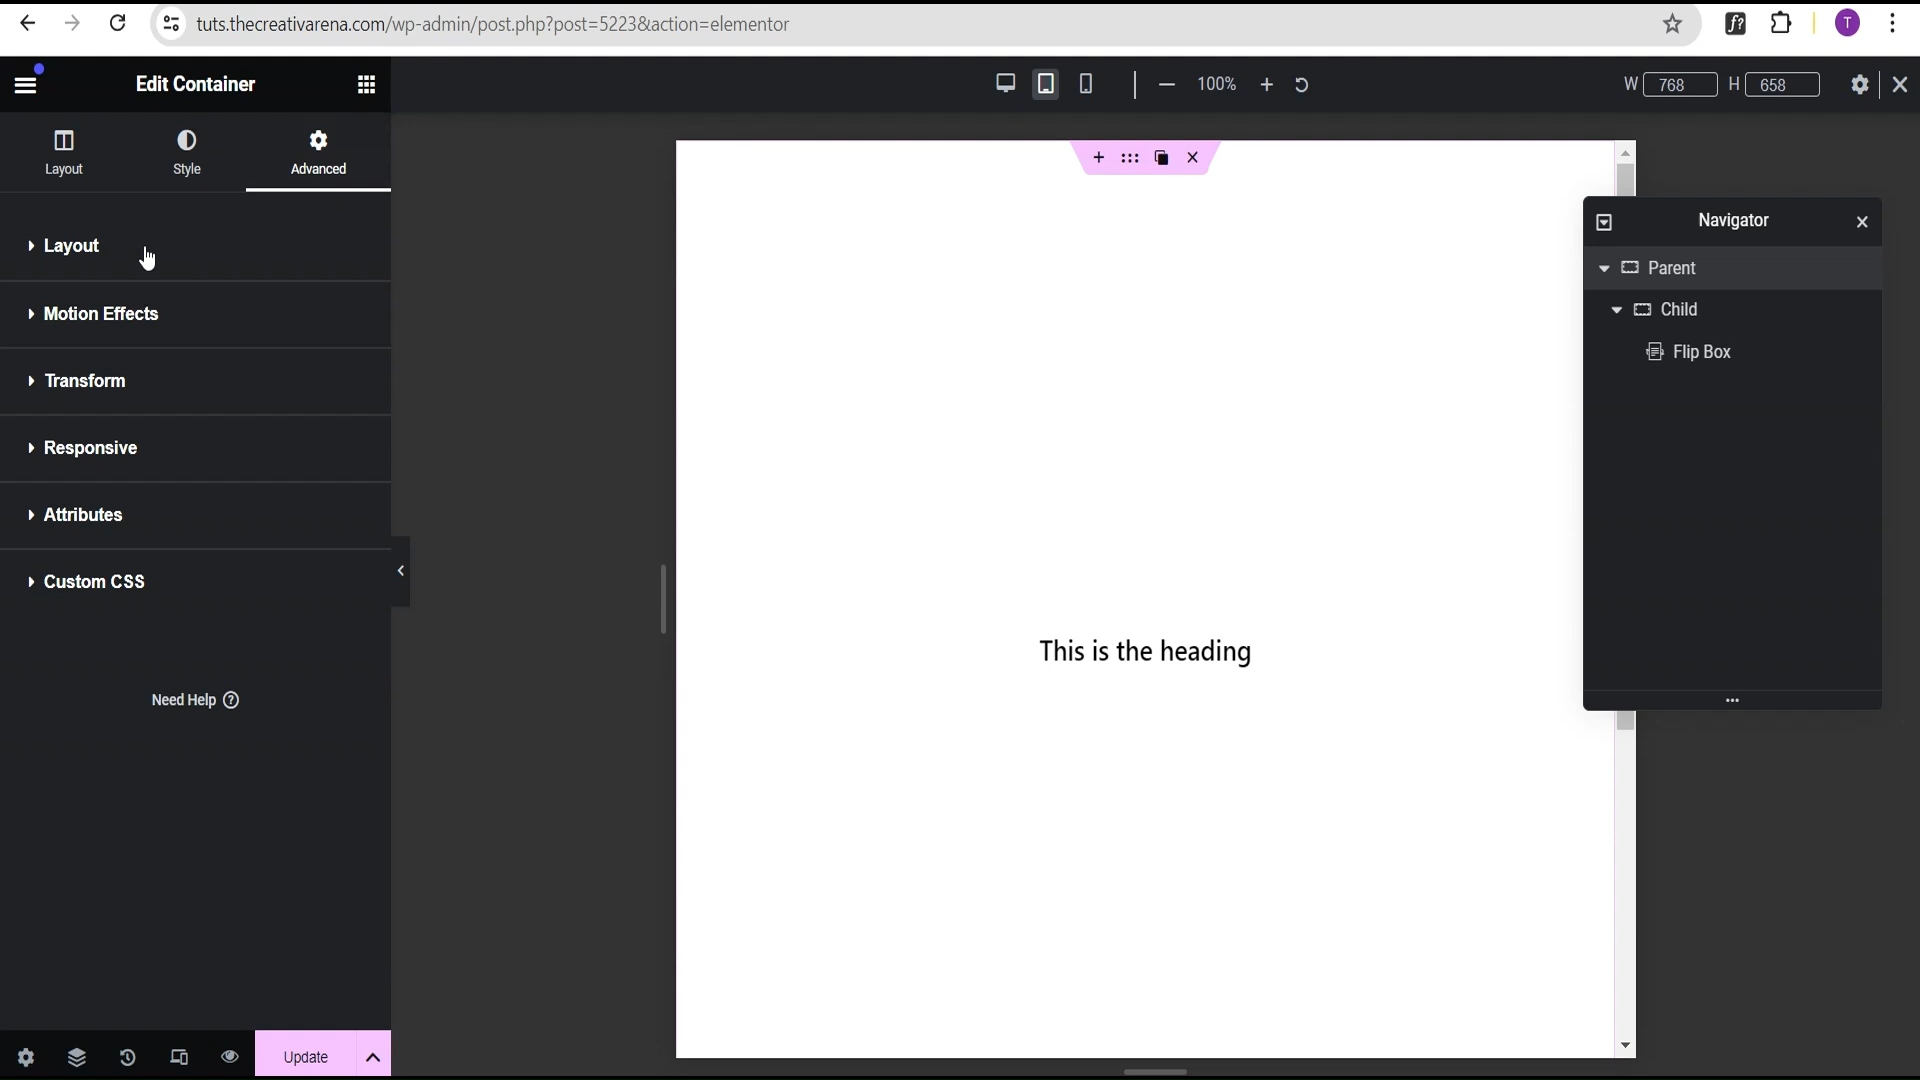 tuts.thecreativarena.com/wp-admin/post.php?post=5223&action=elementor
f?
T
Edit Container
100%
W 768 H 658
Layout
Style
Advanced
Navigator
Layout
Parent
Motion Effects
Child
Flip Box
Transform
Responsive
Attributes
Custom CSS
This is the heading
Need Help ?
Update